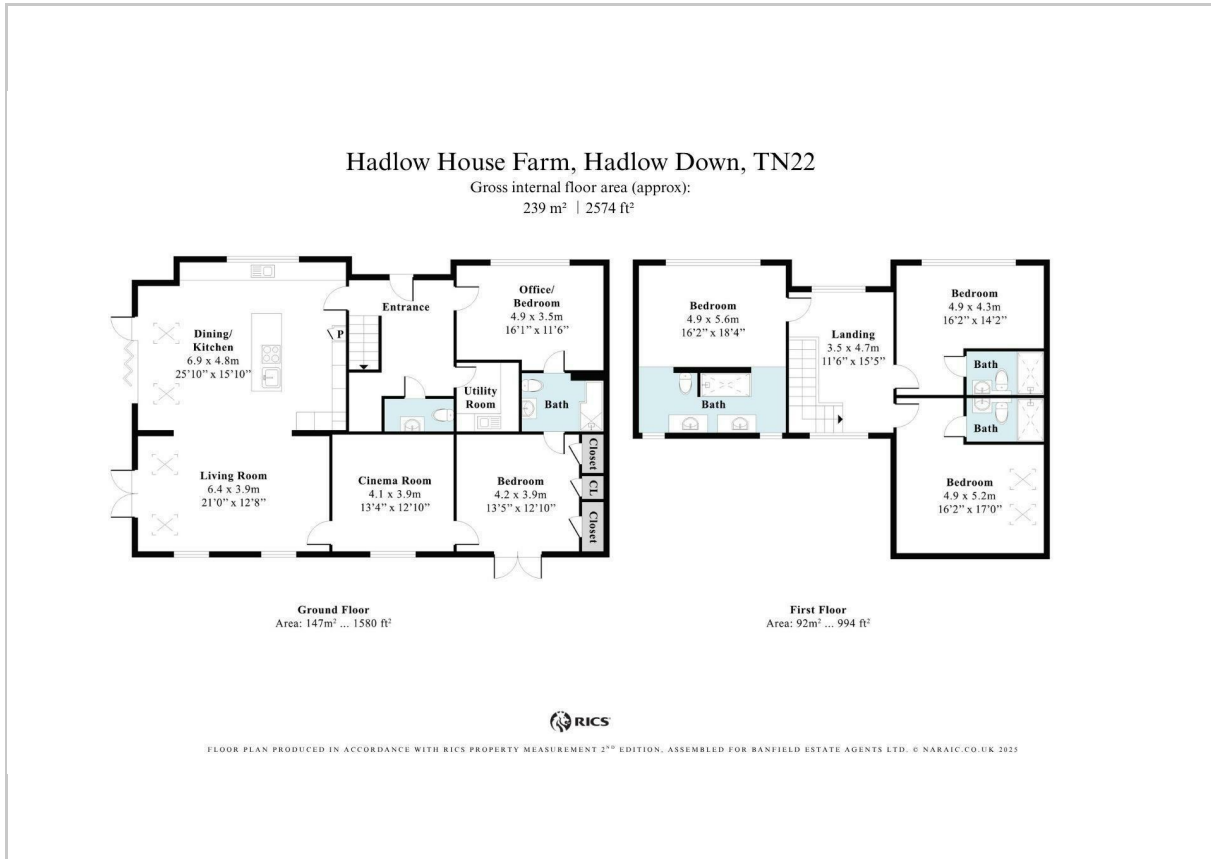 Hadlow House Farm, Hadlow Down, TN22
Gross internal floor area (approx):
239 m² | 2574 ft²
Dining/
Kitchen
6.9 x 4.8m
25'10" x 15'10"
P
Entrance
Office/
Bedroom
4.9 x 3.5m
16'1" x 11'6"
Utility
Room
Bath
Living Room
6.4 x 3.9m
21'0" x 12'8"
Cinema Room
4.1 x 3.9m
13'4" x 12'10"
Bedroom
4.2 x 3.9m
13'5" x 12'10"
Closet
CL
Closet
Ground Floor
Area: 147m² ... 1580 ft²
Bedroom
4.9 x 5.6m
16'2" x 18'4"
Bath
Landing
3.5 x 4.7m
11'6" x 15'5"
Bedroom
4.9 x 4.3m
16'2" x 14'2"
Bath
Bath
Bedroom
4.9 x 5.2m
16'2" x 17'0"
First Floor
Area: 92m² ... 994 ft²
RICS
FLOOR PLAN PRODUCED IN ACCORDANCE WITH RICS PROPERTY MEASUREMENT 2ND EDITION, ASSEMBLED FOR BANFIELD ESTATE AGENTS LTD. © NARAIC.CO.UK 2025